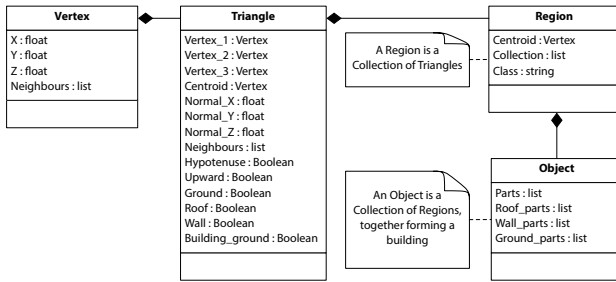 Vertex
X : float
Y : float
Z : float
Neighbours : list
Triangle
Vertex_1 : Vertex
Vertex_2 : Vertex
Vertex_3 : Vertex
Centroid : Vertex
Normal_X : float
Normal_Y : float
Normal_Z : float
Neighbours : list
Hypotenuse : Boolean
Upward : Boolean
Ground : Boolean
Roof : Boolean
Wall : Boolean
Building_ground : Boolean
A Region is a
Collection of Triangles
Region
Centroid : Vertex
Collection : list
Class : string
An Object is a
Collection of Regions,
together forming a
building
Object
Parts : list
Roof_parts : list
Wall_parts : list
Ground_parts : list